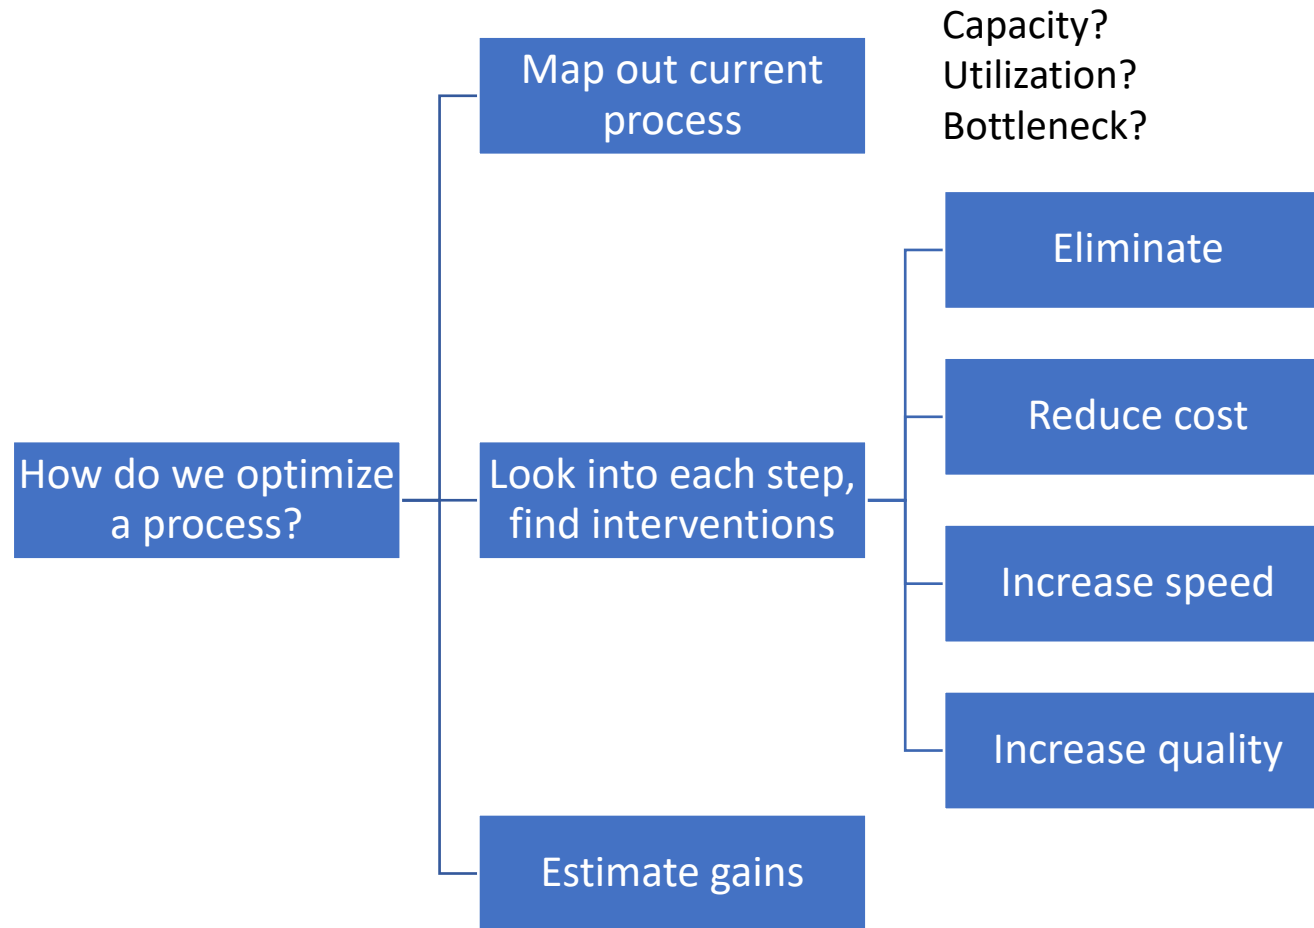 Map out current
process
Capacity?
Utilization?
Bottleneck?
Eliminate
Reduce cost
How do we optimize
a process?
Look into each step,
find interventions
Increase speed
Increase quality
Estimate gains